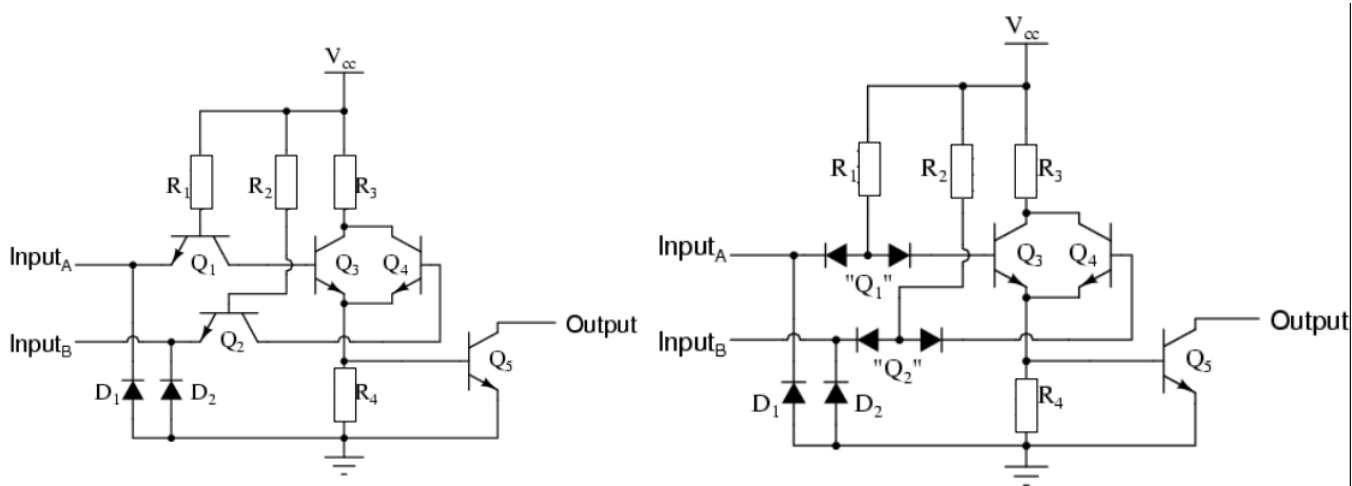 Vcc
R1
R2
R3
InputA
Q1
Q3
Q4
InputB
Q2
Output
Q5
D1
D2
R4
Vcc
R1
R2
R3
InputA
"Q1"
Q3
Q4
InputB
"Q2"
Output
Q5
D1
D2
R4